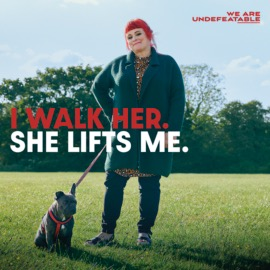 WE ARE
UNDEFEATABLE
I WALK HER.
SHE LIFTS ME.